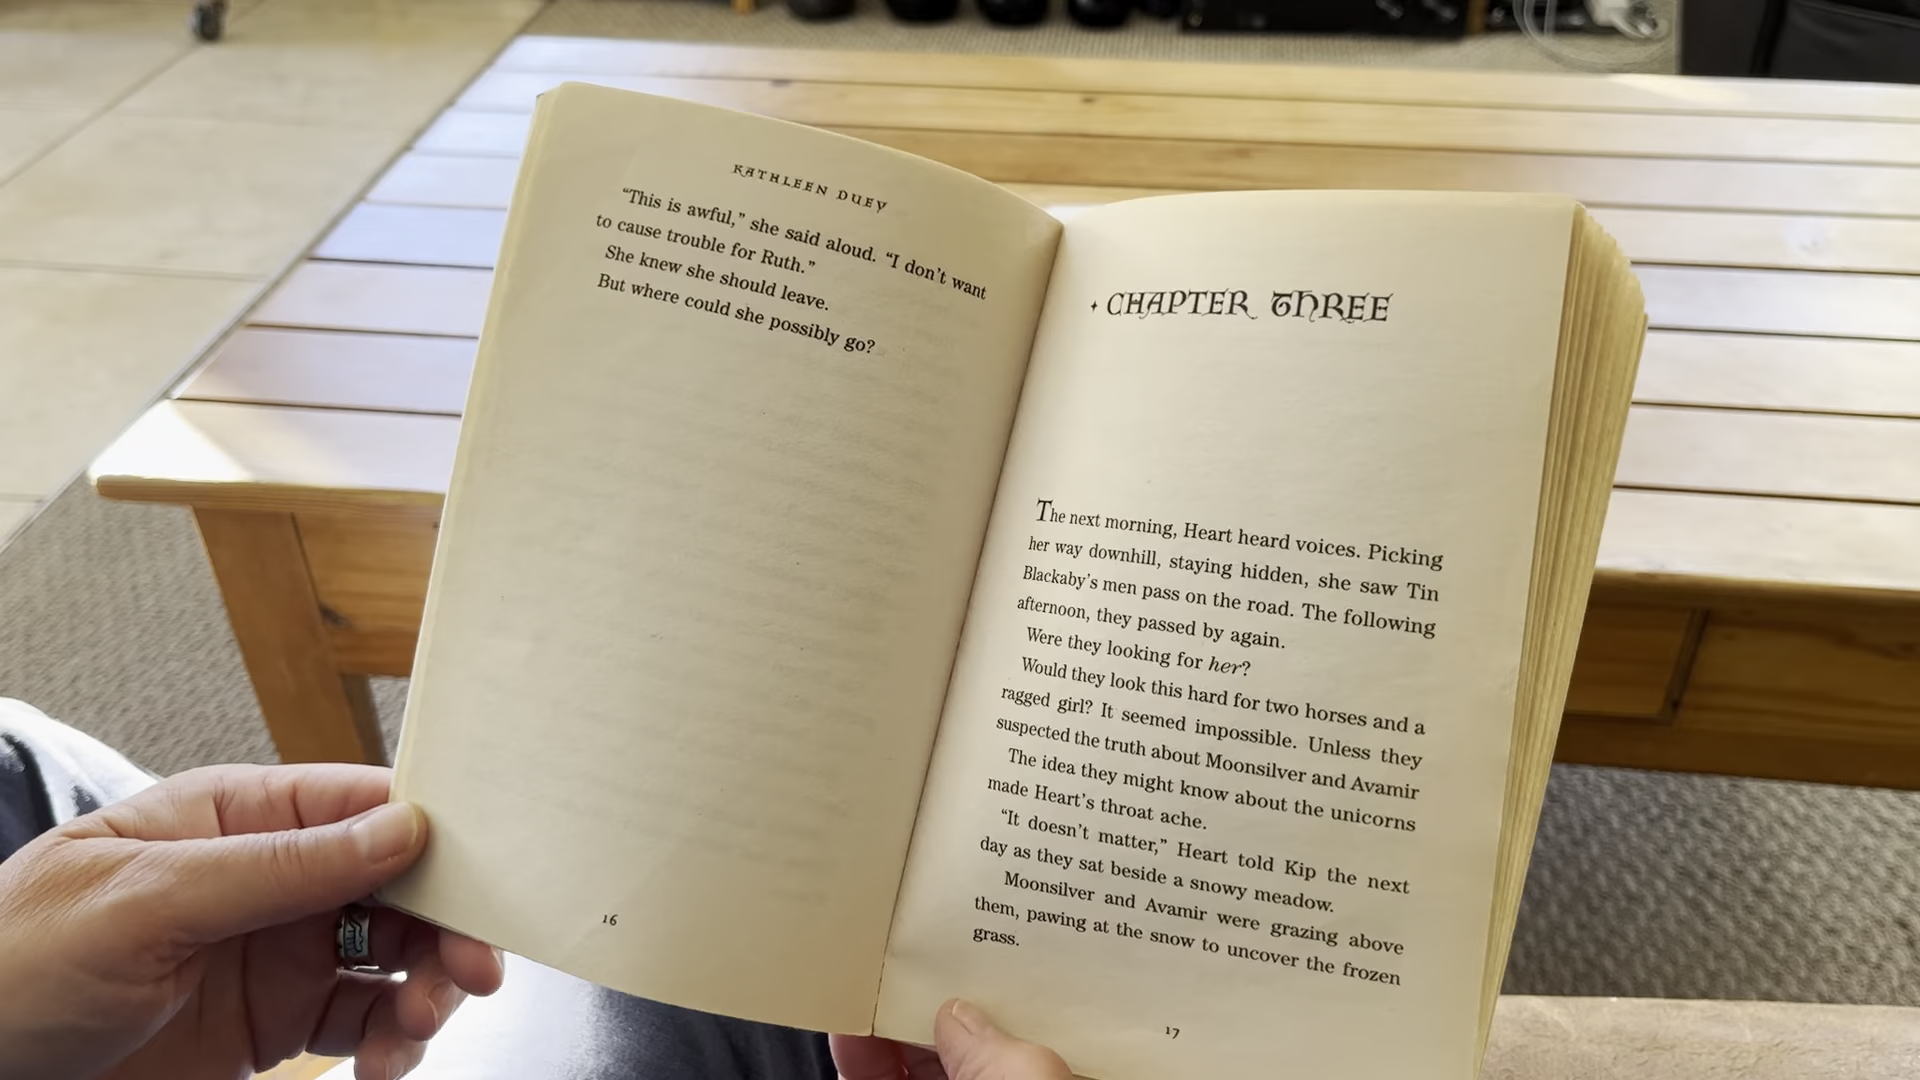 KATHLEEN DUEY
“This is awful,” she said aloud. “I don’t want
to cause trouble for Ruth.”
She knew she should leave.
But where could she possibly go?
16
CHAPTER THREE
The next morning, Heart heard voices. Picking
her way downhill, staying hidden, she saw Tin
Blackaby’s men pass on the road. The following
afternoon, they passed by again.
Were they looking for her?
Would they look this hard for two horses and a
ragged girl? It seemed impossible. Unless they
suspected the truth about Moonsilver and Avamir
The idea they might know about the unicorns
made Heart’s throat ache.
“It doesn’t matter,” Heart told Kip the next
day as they sat beside a snowy meadow.
Moonsilver and Avamir were grazing above
them, pawing at the snow to uncover the frozen
grass.
17